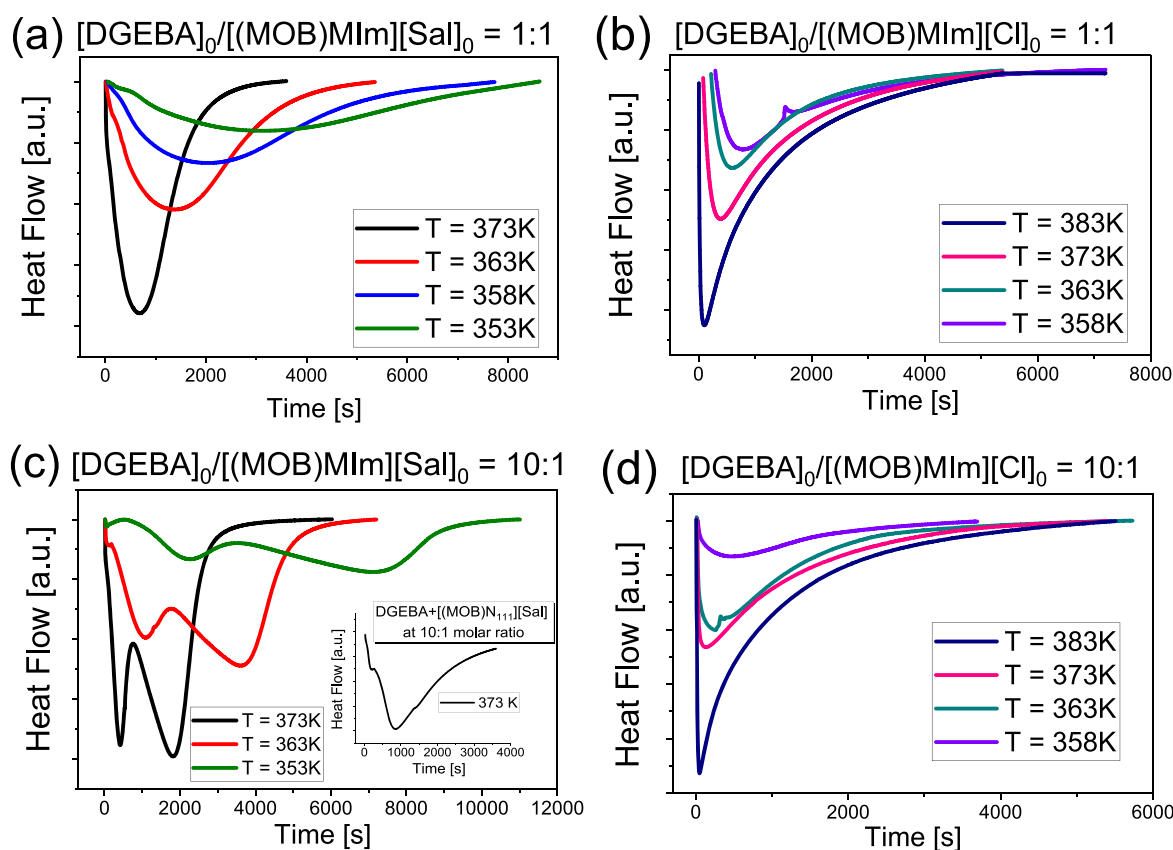 (a)
[DGEBA]₀/[(MOB)MIm][Sal]₀ = 1:1
Heat Flow [a.u.]
T = 373K
T = 363K
T = 358K
T = 353K
0 2000 4000 6000 8000
Time [s]
(b)
[DGEBA]₀/[(MOB)MIm][Cl]₀ = 1:1
Heat Flow [a.u.]
T = 383K
T = 373K
T = 363K
T = 358K
0 2000 4000 6000 8000
Time [s]
(c)
[DGEBA]₀/[(MOB)MIm][Sal]₀ = 10:1
Heat Flow [a.u.]
T = 373K
T = 363K
T = 353K
DGEBA+[(MOB)N₁₁₁][Sal]
at 10:1 molar ratio
Heat Flow [a.u.]
373 K
0 1000 2000 3000 4000
Time [s]
0 2000 4000 6000 8000 10000 12000
Time [s]
(d)
[DGEBA]₀/[(MOB)MIm][Cl]₀ = 10:1
Heat Flow [a.u.]
T = 383K
T = 373K
T = 363K
T = 358K
0 2000 4000 6000
Time [s]